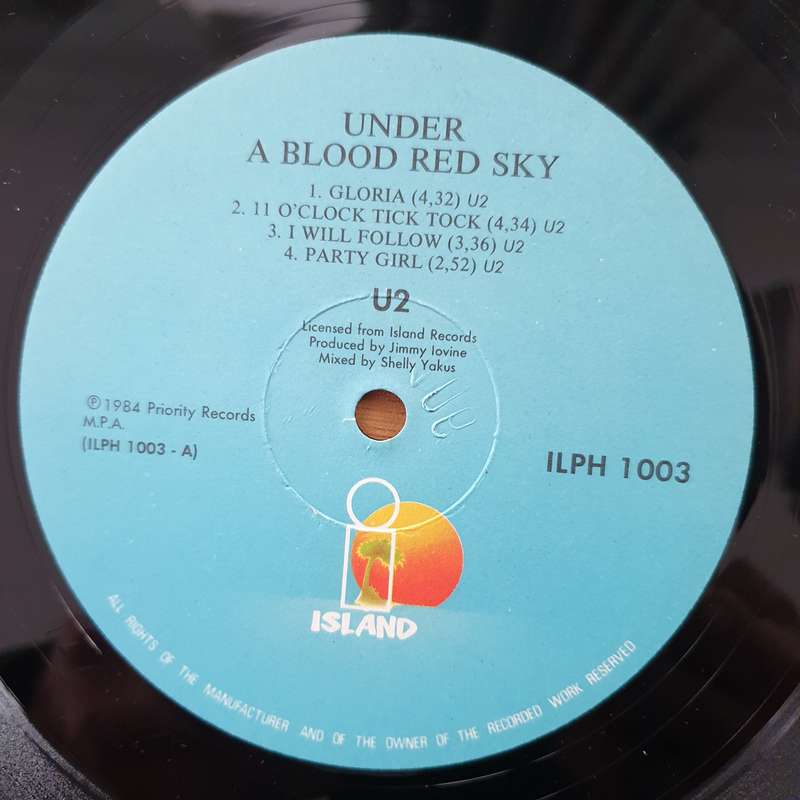 UNDER
A BLOOD RED SKY
1. GLORIA (4,32) U2
2. 11 O'CLOCK TICK TOCK (4,34) U2
3. I WILL FOLLOW (3,36) U2
4. PARTY GIRL (2,52) U2
U2
Licensed from Island Records
Produced by Jimmy Iovine
Mixed by Shelly Yakus
℗1984 Priority Records
M.P.A.
(ILPH 1003 - A)
ILPH 1003
ISLAND
ALL RIGHTS OF THE MANUFACTURER AND OF THE OWNER OF THE RECORDED WORK RESERVED